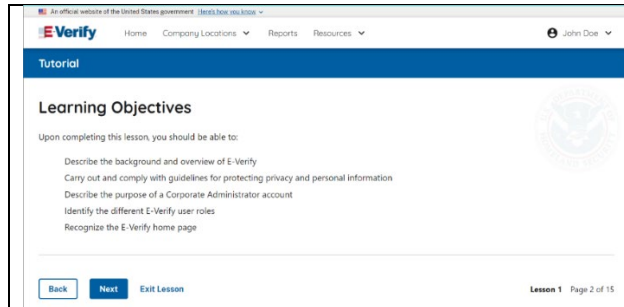 An official website of the United States government Here's how you know
E-Verify Home Company Locations Reports Resources John Doe
Tutorial
Learning Objectives
Upon completing this lesson, you should be able to:
Describe the background and overview of E-Verify
Carry out and comply with guidelines for protecting privacy and personal information
Describe the purpose of a Corporate Administrator account
Identify the different E-Verify user roles
Recognize the E-Verify home page
Back Next Exit Lesson Lesson 1 Page 2 of 15